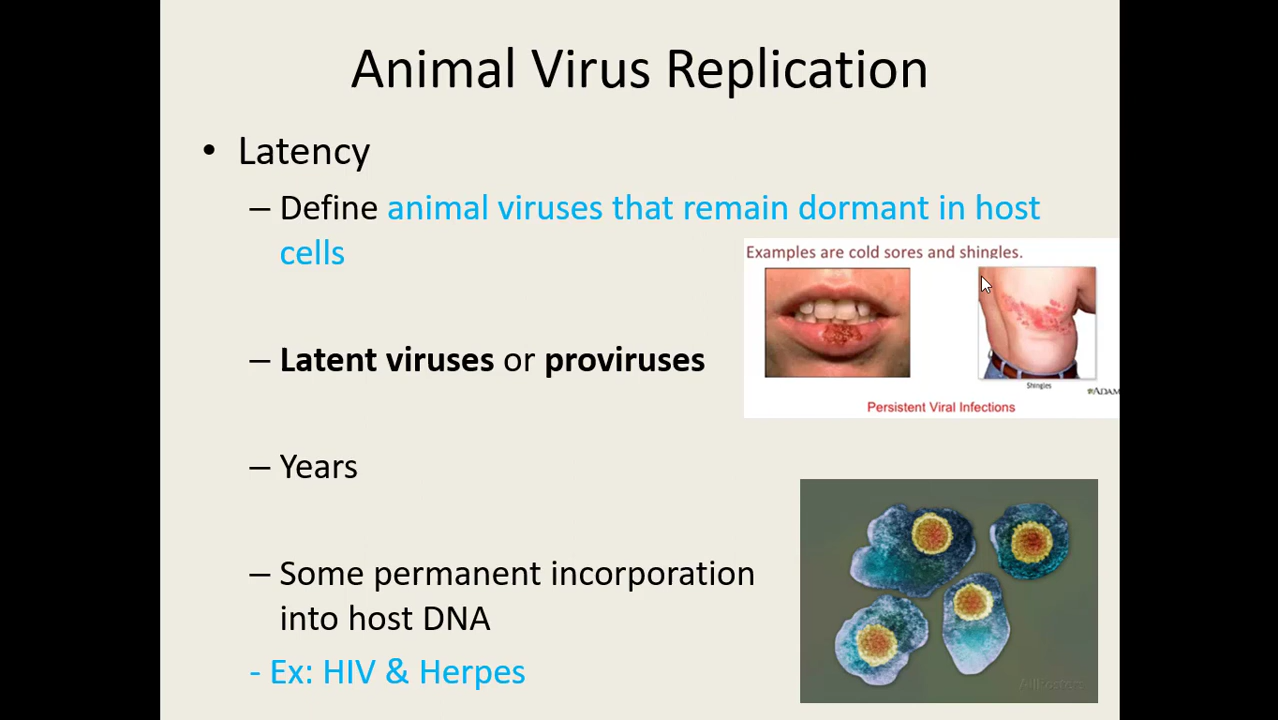 Animal Virus Replication
• Latency
– Define animal viruses that remain dormant in host
cells
Examples are cold sores and shingles.
Shingles
ADAM
Persistent Viral Infections
– Latent viruses or proviruses
– Years
– Some permanent incorporation
into host DNA
- Ex: HIV & Herpes